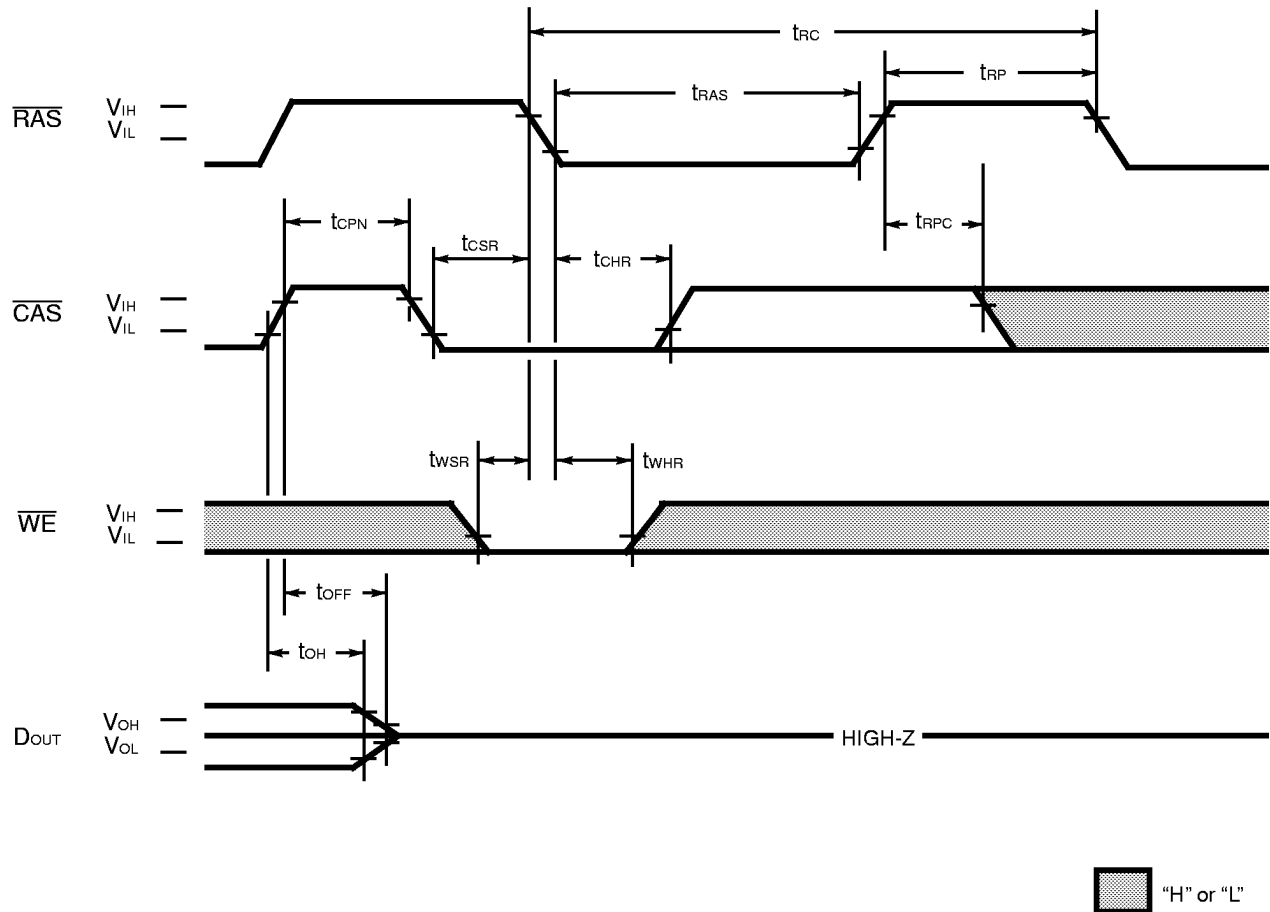 tRC
tRP
tRAS
RAS
VIH
VIL
tCPN
tCSR
tCHR
tRPC
CAS
VIH
VIL
tWSR
tWHR
WE
VIH
VIL
tOFF
tOH
DOUT
VOH
VOL
HIGH-Z
“H” or “L”